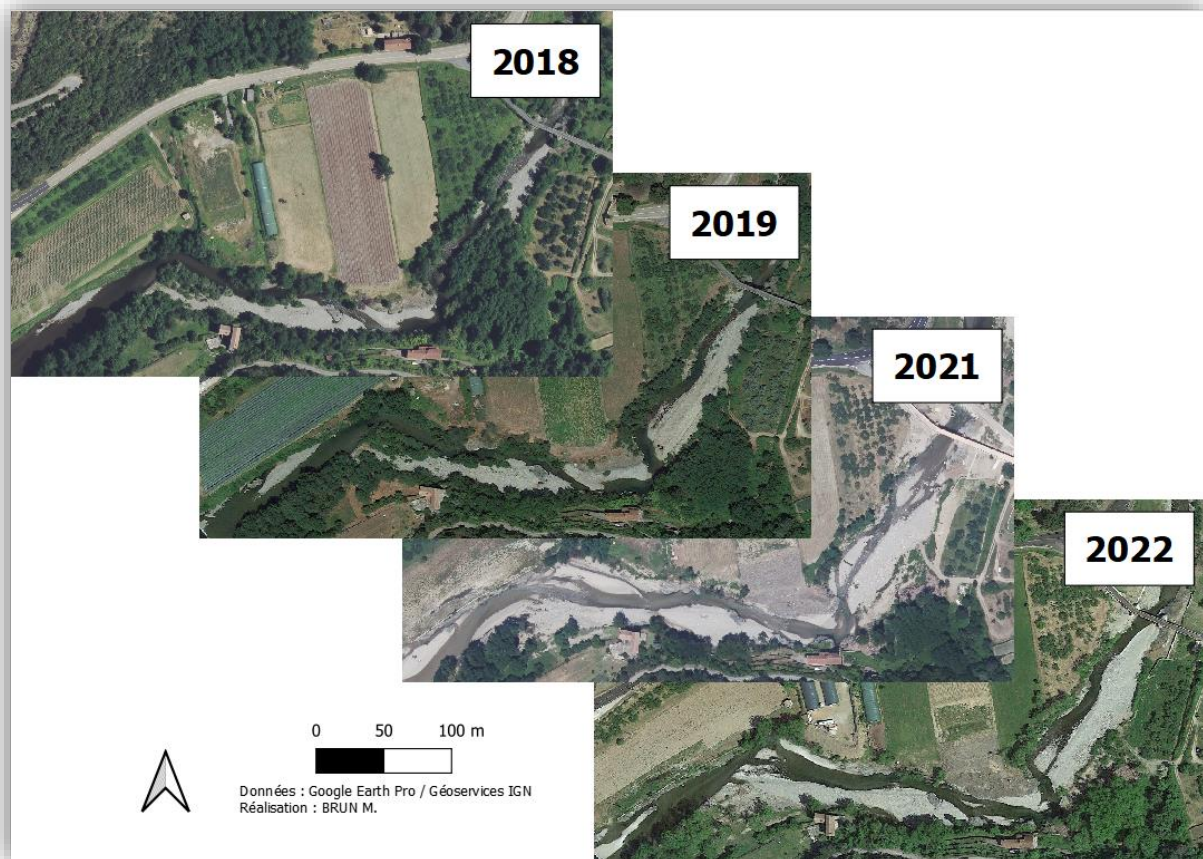 2018
2019
2021
2022
0 50 100 m
Données : Google Earth Pro / Géoservices IGN
Réalisation : BRUN M.